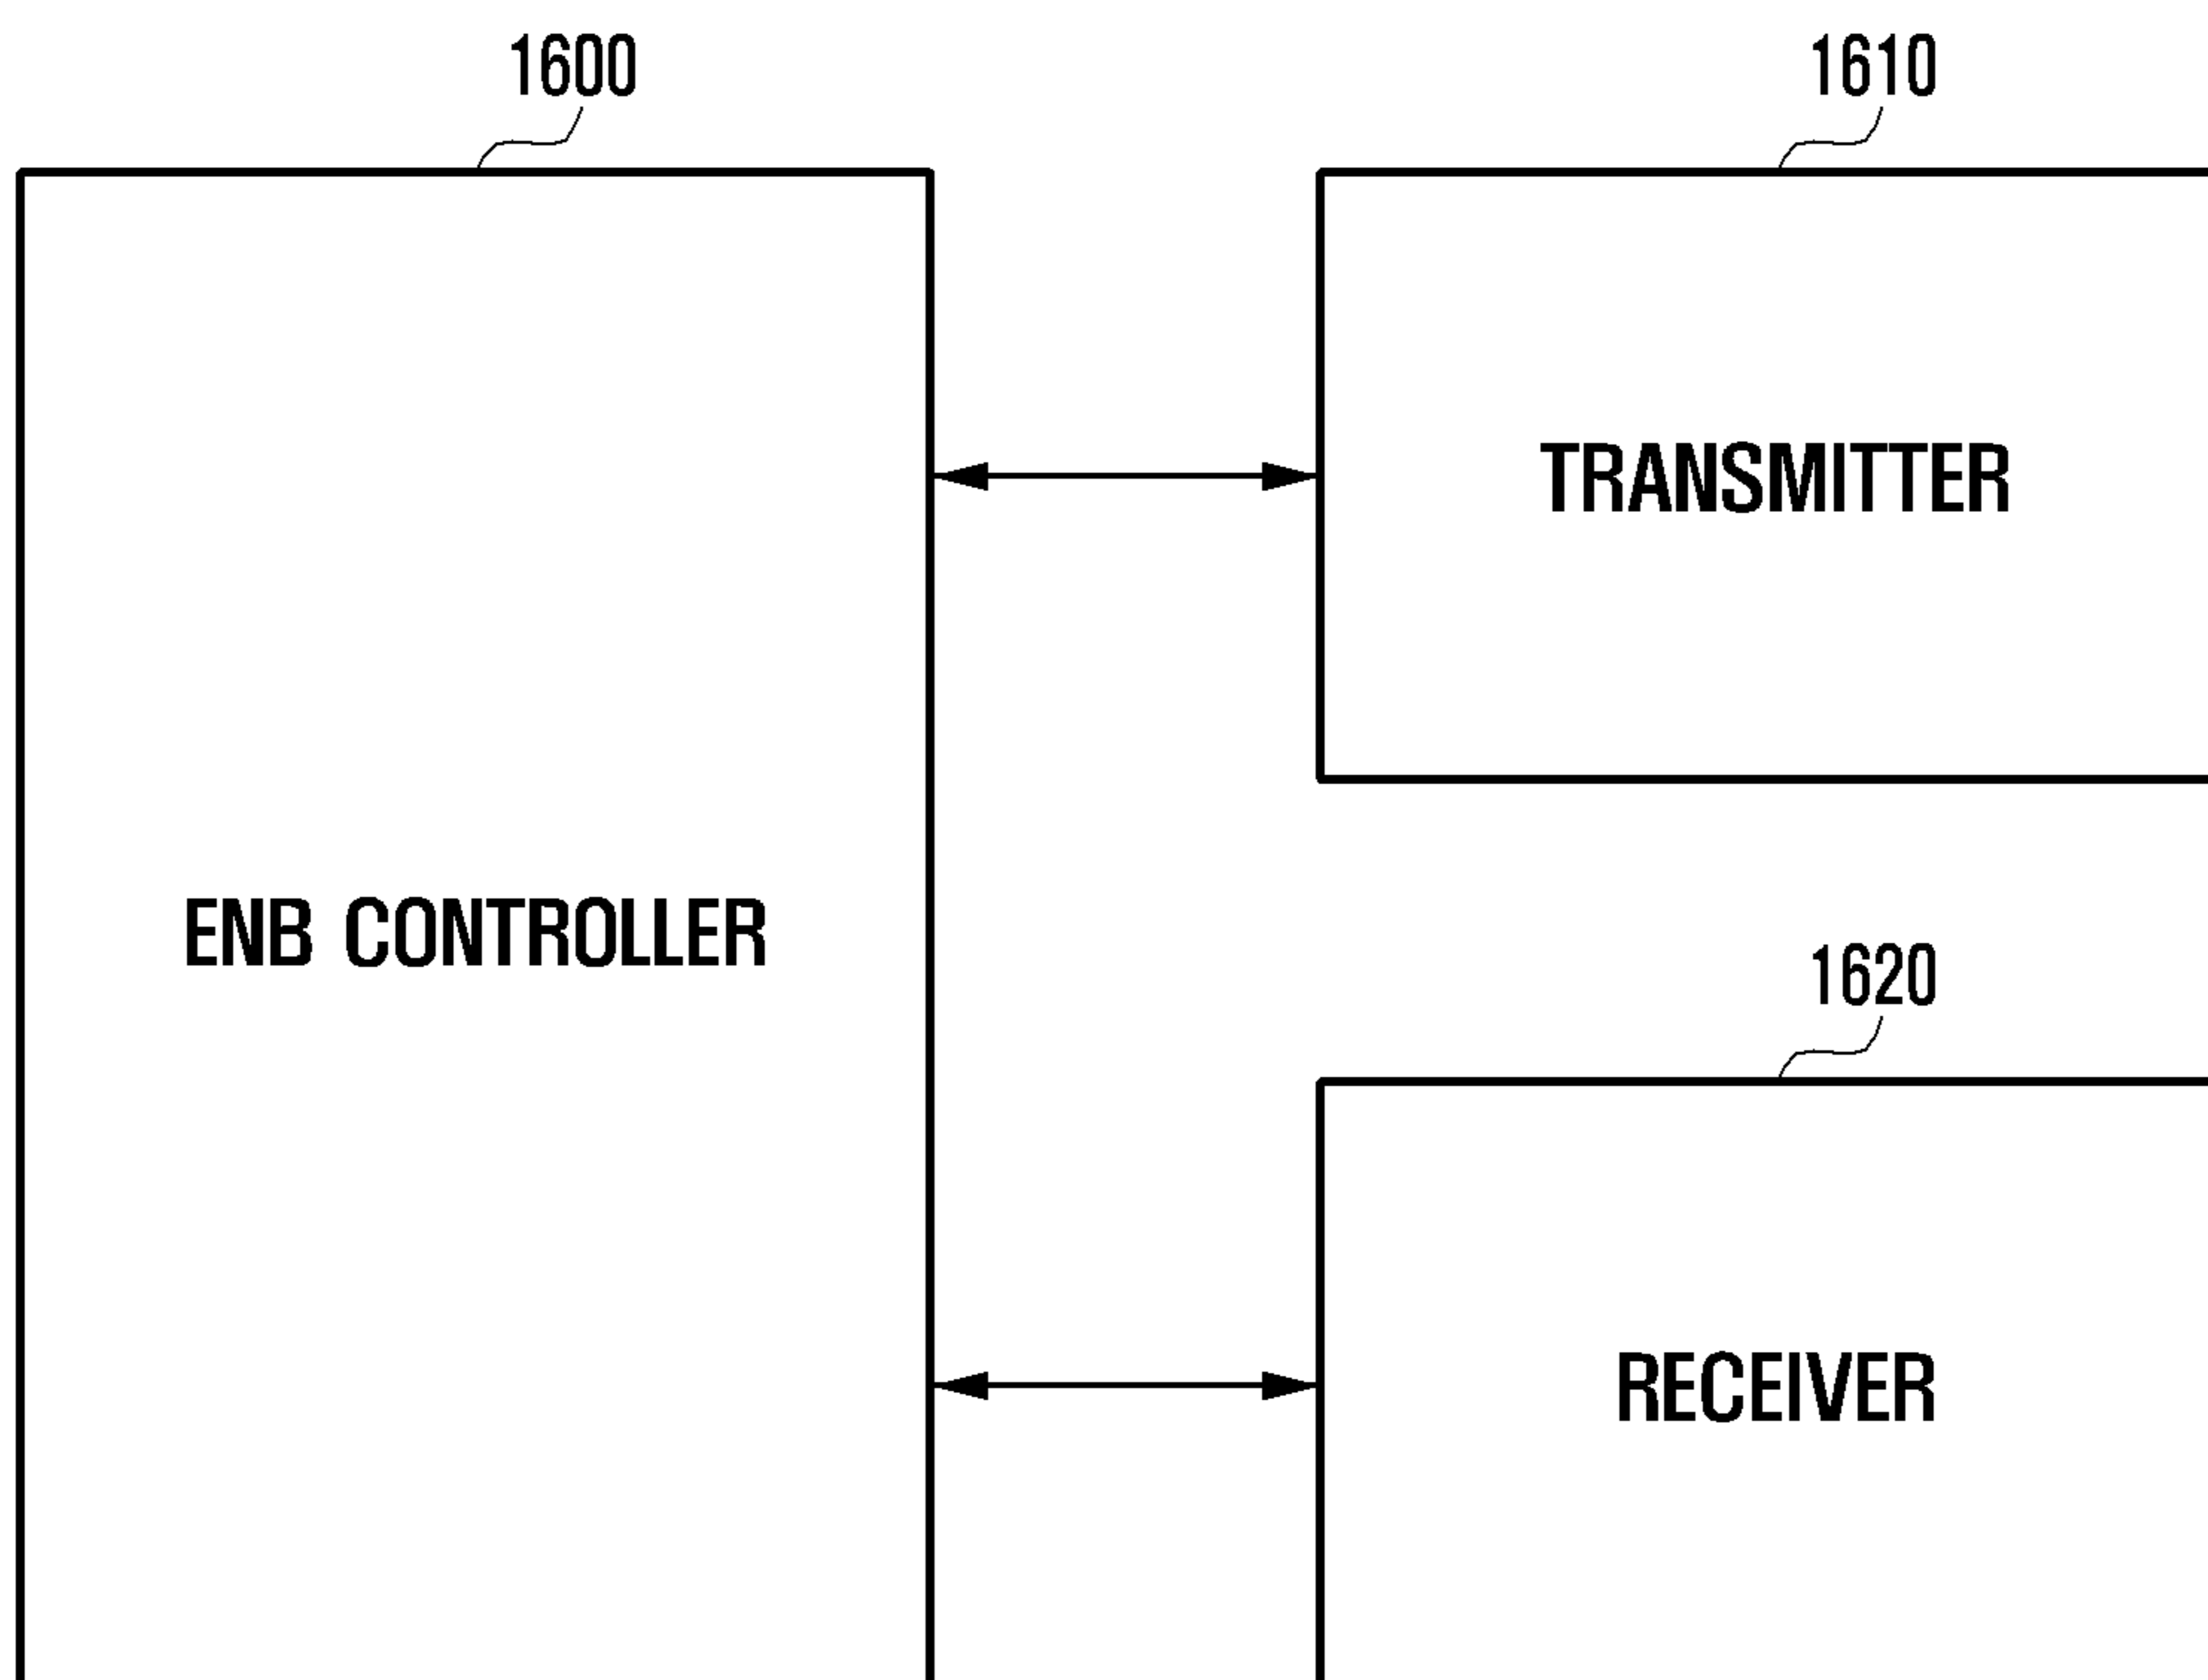 1600
1610
TRANSMITTER
ENB CONTROLLER
1620
RECEIVER